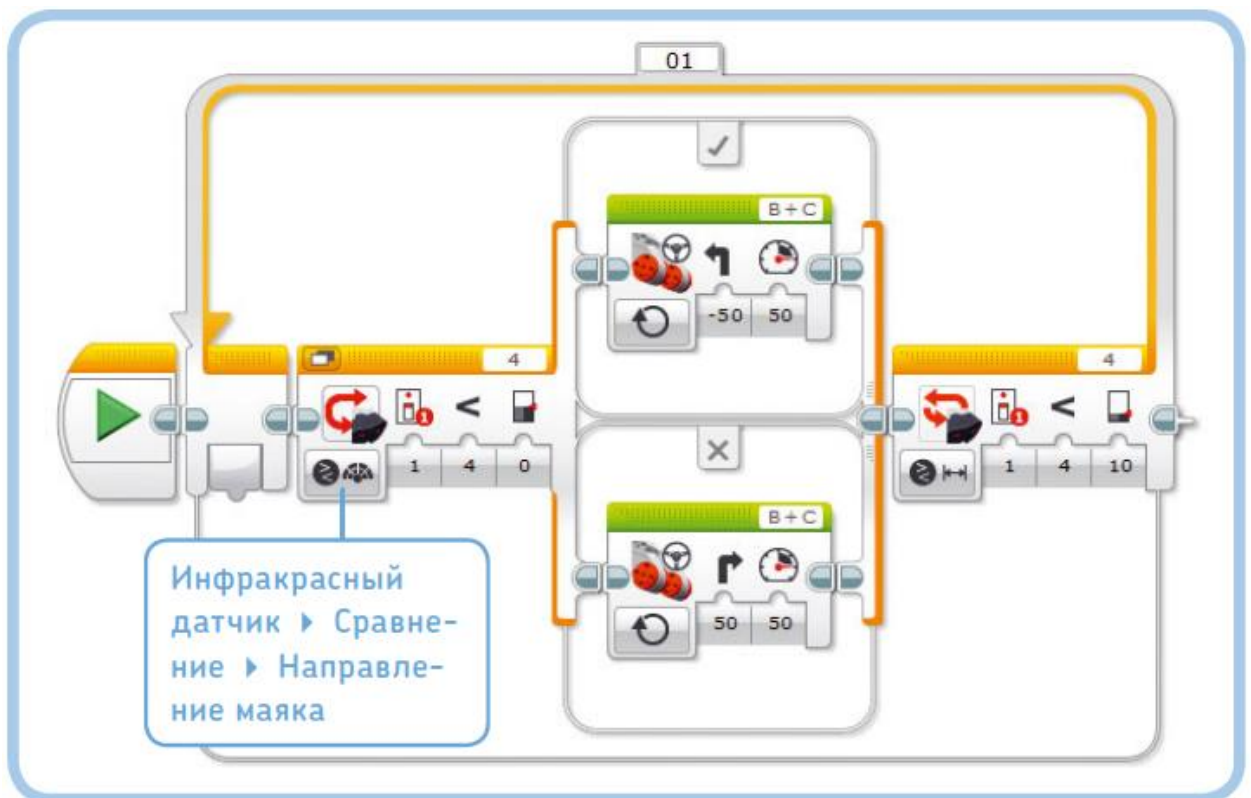 01
B + C
-50 50
4
<
1 4 0
4
<
1 4 10
B + C
50 50
Инфракрасный
датчик ▸ Сравне-
ние ▸ Направле-
ние маяка